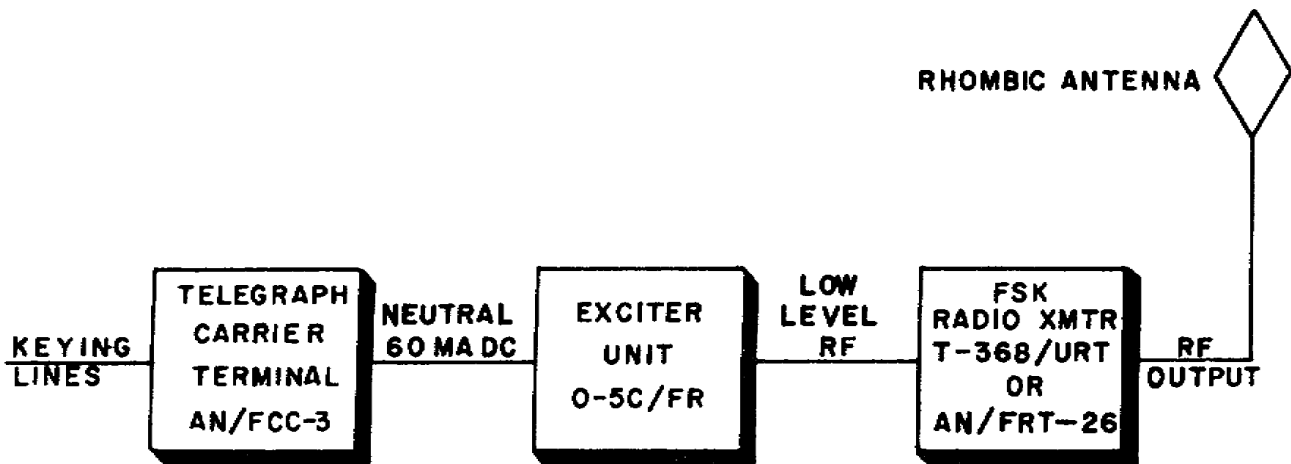 RHOMBIC ANTENNA
KEYING
LINES
TELEGRAPH
CARRIER
TERMINAL
AN/FCC-3
NEUTRAL
60 MA DC
EXCITER
UNIT
O-5C/FR
LOW
LEVEL
RF
FSK
RADIO XMTR
T-368/URT
OR
AN/FRT-26
RF
OUTPUT